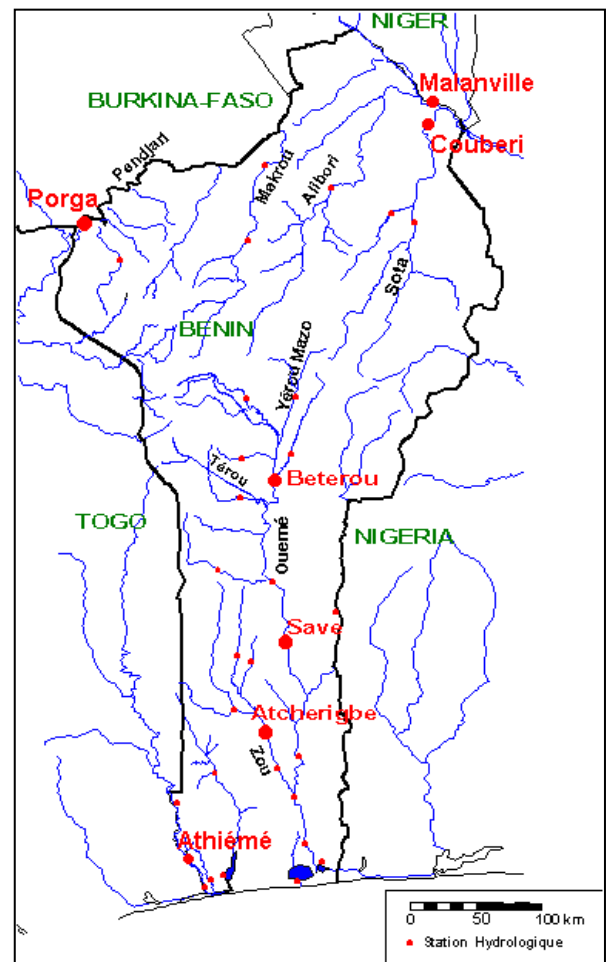 NIGER
Malanville
BURKINA-FASO
Couberi
Pendjari
Makrou
Alibori
Porga
Sota
BENIN
Yérou Mazo
Térou
Beterou
TOGO
NIGERIA
Ouemé
Save
Atcherigbe
Zou
Athiémé
0 50 100 km
Station Hydrologique